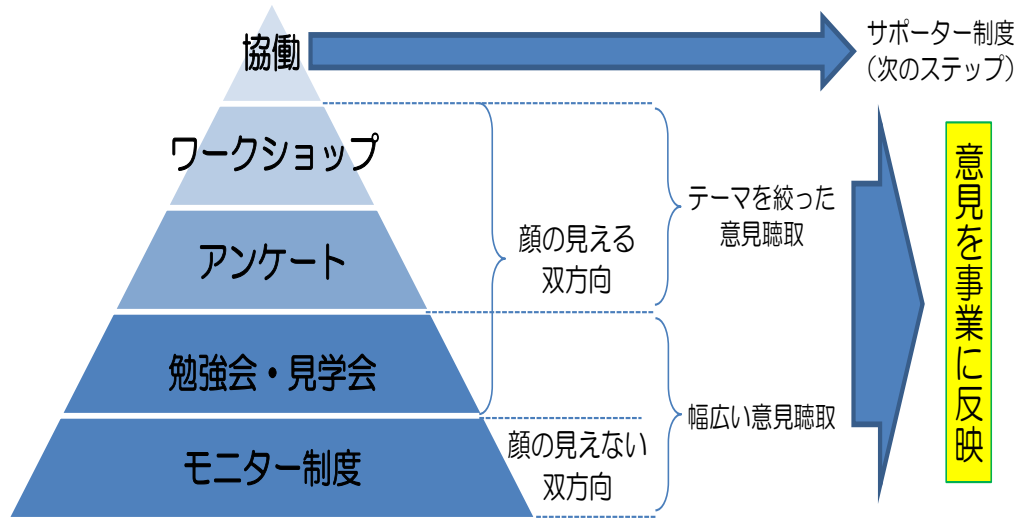 協働
サポーター制度
（次のステップ）
ワークショップ
アンケート
勉強会・見学会
モニター制度
顔の見える
双方向
顔の見えない
双方向
テーマを絞った
意見聴取
幅広い意見聴取
意見を事業に反映